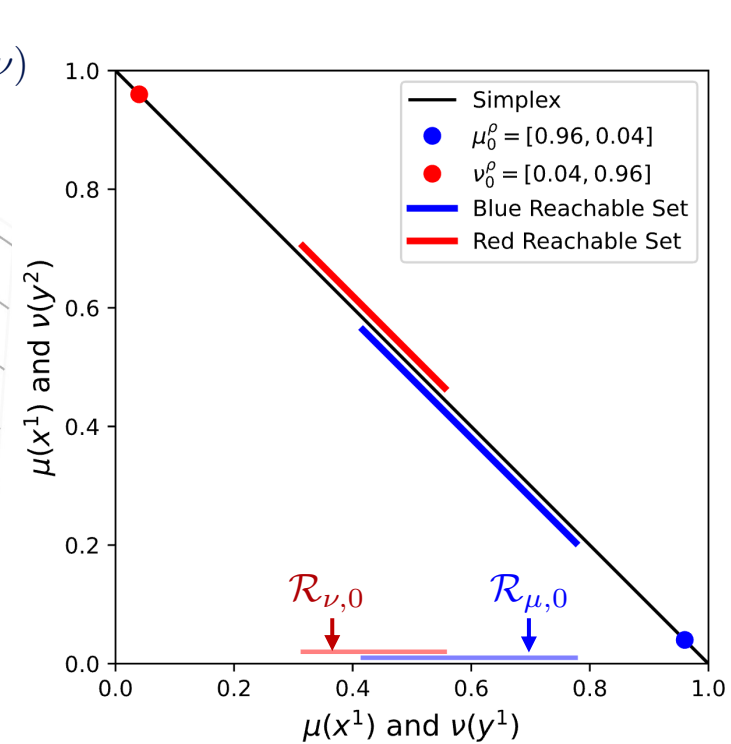 ν)
1.0
Simplex
μ₀^ρ = [0.96, 0.04]
ν₀^ρ = [0.04, 0.96]
Blue Reachable Set
Red Reachable Set
0.8
0.6
0.4
0.2
0.0
μ(x¹) and ν(y²)
ℛ_{ν,0}
ℛ_{μ,0}
0.0 0.2 0.4 0.6 0.8 1.0
μ(x¹) and ν(y¹)